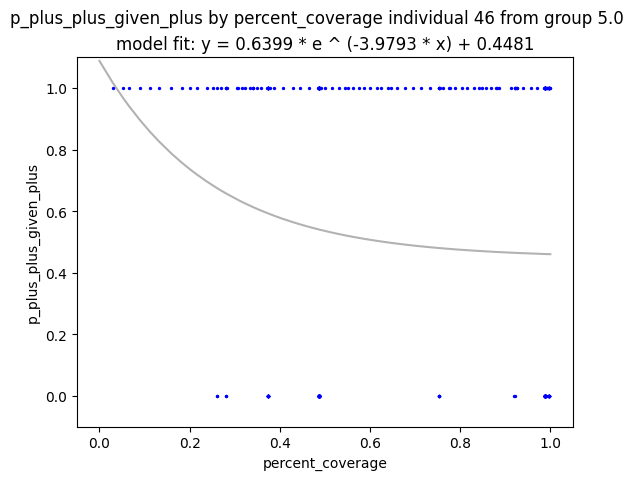 p_plus_plus_given_plus by percent_coverage individual 46 from group 5.0
model fit: y = 0.6399 * e ^ (-3.9793 * x) + 0.4481
1.0
0.8
0.6
0.4
0.2
0.0
p_plus_plus_given_plus
0.0 0.2 0.4 0.6 0.8 1.0
percent_coverage